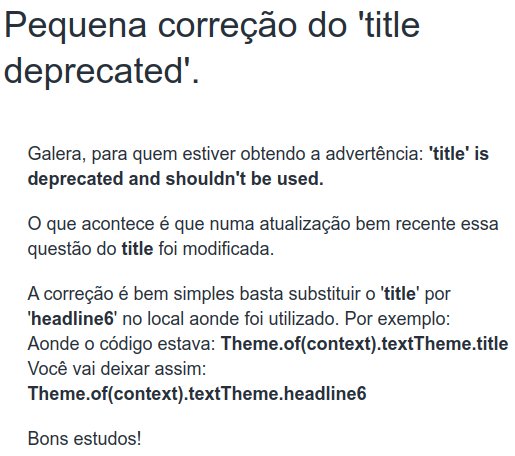 Pequena correção do 'title
deprecated'.
Galera, para quem estiver obtendo a advertência: 'title' is
deprecated and shouldn't be used.
O que acontece é que numa atualização bem recente essa
questão do title foi modificada.
A correção é bem simples basta substituir o 'title' por
'headline6' no local aonde foi utilizado. Por exemplo:
Aonde o código estava: Theme.of(context).textTheme.title
Você vai deixar assim:
Theme.of(context).textTheme.headline6
Bons estudos!